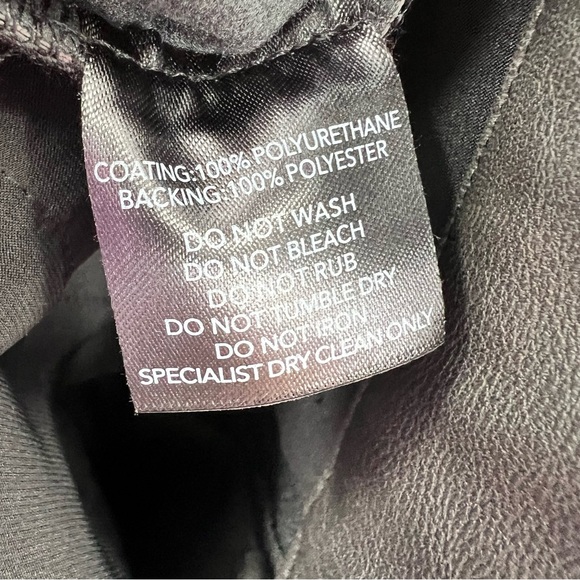 COATING:100% POLYURETHANE
BACKING:100% POLYESTER
DO NOT WASH
DO NOT BLEACH
DO NOT RUB
DO NOT TUMBLE DRY
DO NOT IRON
SPECIALIST DRY CLEAN ONLY